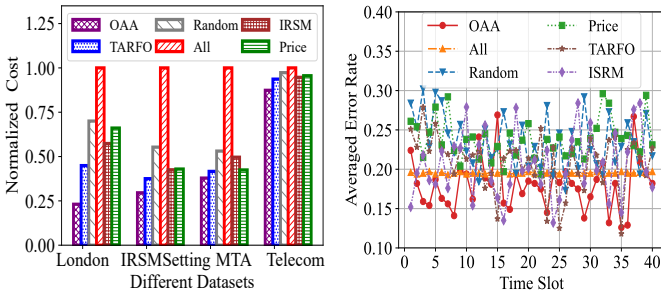 OAA
Random
IRSM
TARFO
All
Price
1.25
1.00
0.75
0.50
0.25
0.00
Normalized Cost
London IRSMSetting MTA Telecom
Different Datasets
OAA
Price
All
TARFO
Random
ISRM
0.40
0.35
0.30
0.25
0.20
0.15
0.10
Averaged Error Rate
0 5 10 15 20 25 30 35 40
Time Slot